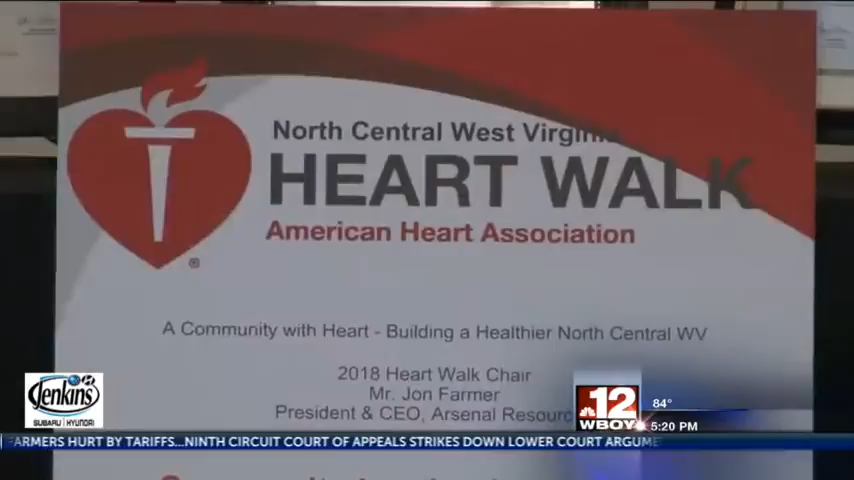 North Central West Virginia
HEART WALK
American Heart Association
®
A Community with Heart - Building a Healthier North Central WV
2018 Heart Walk Chair
Mr. Jon Farmer
President & CEO, Arsenal Resourc
Jenkins
SUBARU HYUNDAI
12
WBOY
84°
5:20 PM
FARMERS HURT BY TARIFFS...NINTH CIRCUIT COURT OF APPEALS STRIKES DOWN LOWER COURT ARGUME